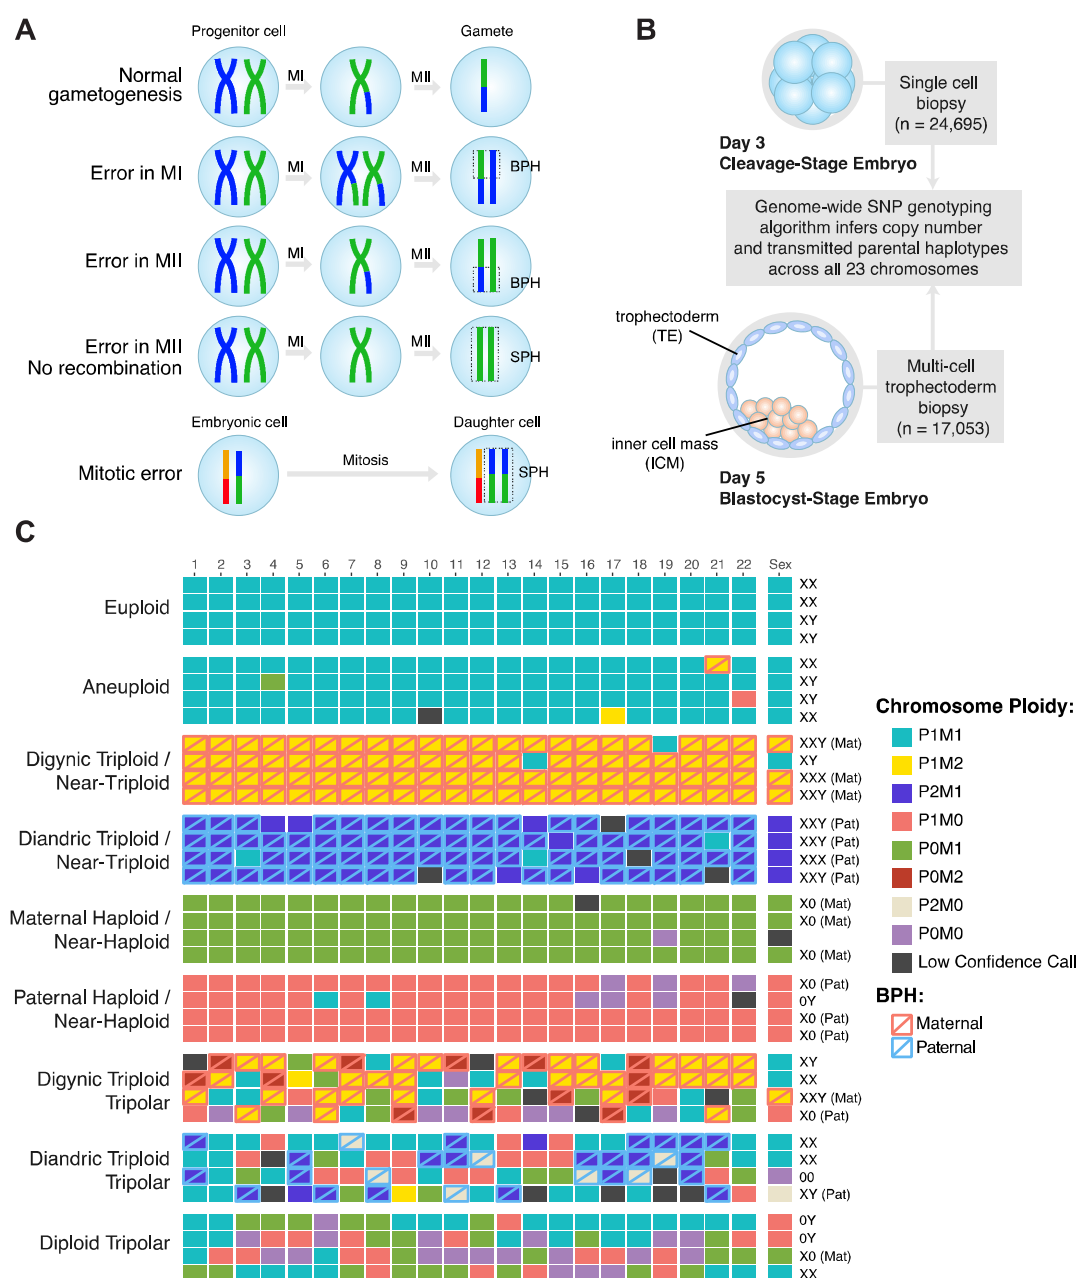 A
Progenitor cell
Gamete
Normal
gametogenesis
MI
MII
Error in MI
MI
MII
BPH
Error in MII
MI
MII
BPH
Error in MII
No recombination
MI
MII
SPH
Embryonic cell
Daughter cell
Mitotic error
Mitosis
SPH
B
Single cell
biopsy
(n = 24,695)
Day 3
Cleavage-Stage Embryo
Genome-wide SNP genotyping
algorithm infers copy number
and transmitted parental haplotypes
across all 23 chromosomes
trophectoderm
(TE)
Multi-cell
trophectoderm
biopsy
(n = 17,053)
inner cell mass
(ICM)
Day 5
Blastocyst-Stage Embryo
C
1 2 3 4 5 6 7 8 9 10 11 12 13 14 15 16 17 18 19 20 21 22 Sex
Euploid
XX
XX
XY
XY
Aneuploid
XX
XY
XY
XX
Digynic Triploid /
Near-Triploid
XXY (Mat)
XY
XXX (Mat)
XXY (Mat)
Diandric Triploid /
Near-Triploid
XXY (Pat)
XXY (Pat)
XXX (Pat)
XXY (Pat)
Maternal Haploid /
Near-Haploid
X0 (Mat)
X0 (Mat)
X0 (Mat)
Paternal Haploid /
Near-Haploid
X0 (Pat)
0Y
X0 (Pat)
X0 (Pat)
Digynic Triploid
Tripolar
XY
XX
XXY (Mat)
X0 (Pat)
Diandric Triploid
Tripolar
XX
XX
00
XY (Pat)
Diploid Tripolar
0Y
0Y
X0 (Mat)
XX
Chromosome Ploidy:
P1M1
P1M2
P2M1
P1M0
P0M1
P0M2
P2M0
P0M0
Low Confidence Call
BPH:
Maternal
Paternal